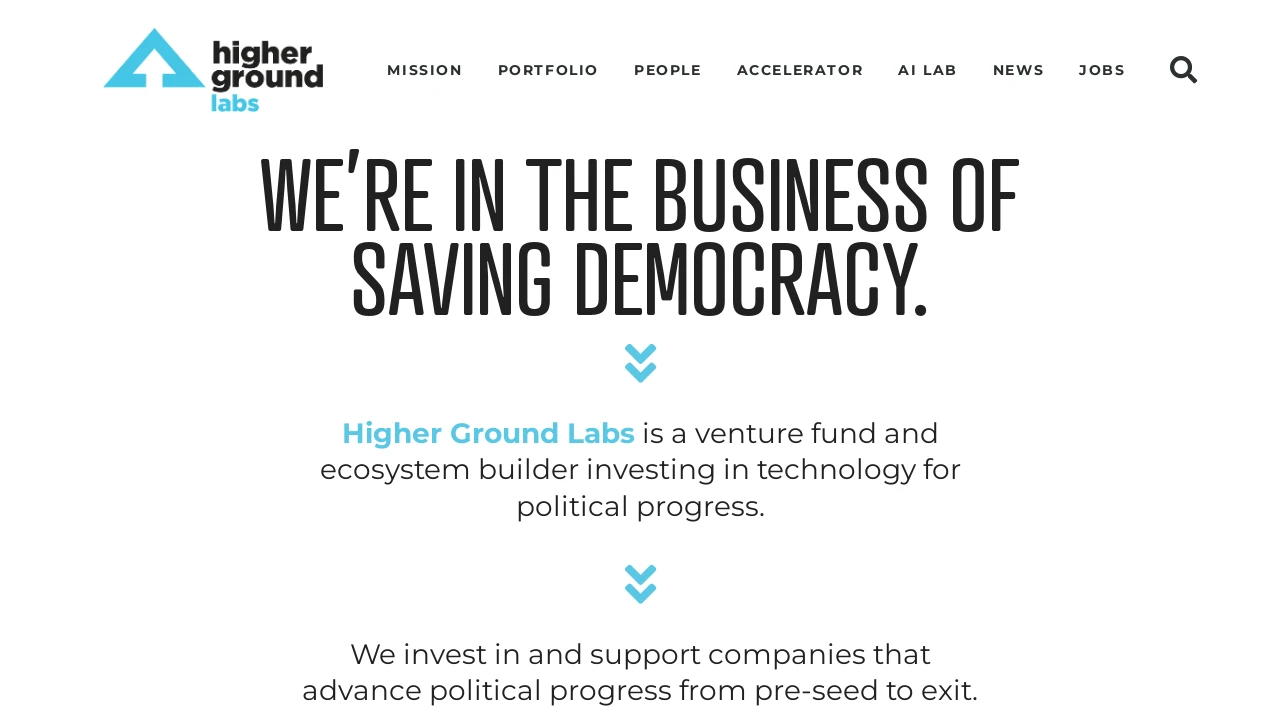 higher
ground
labs
MISSION PORTFOLIO PEOPLE ACCELERATOR AI LAB NEWS JOBS
WE'RE IN THE BUSINESS OF
SAVING DEMOCRACY.
Higher Ground Labs is a venture fund and
ecosystem builder investing in technology for
political progress.
We invest in and support companies that
advance political progress from pre-seed to exit.